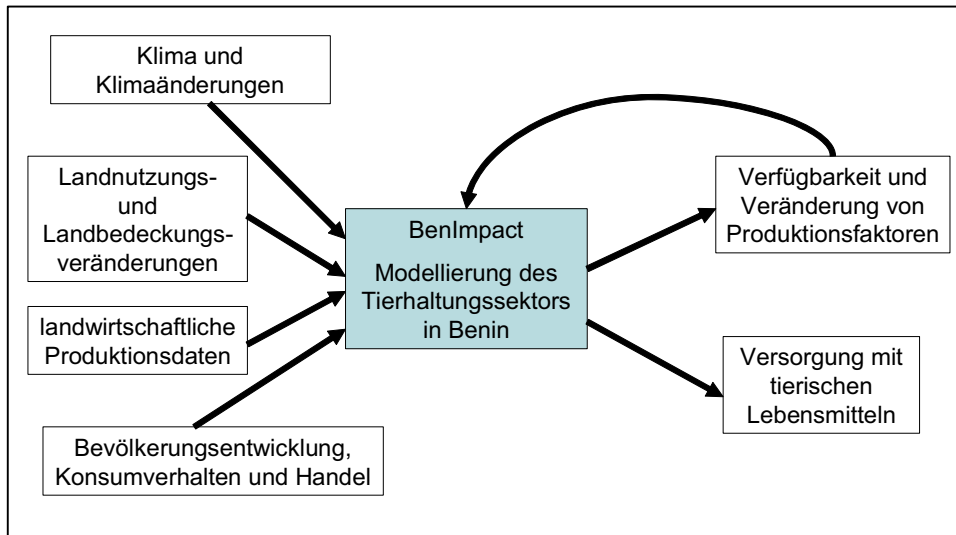 Klima und
Klimaänderungen
Landnutzungs-
und
Landbedeckungs-
veränderungen
landwirtschaftliche
Produktionsdaten
Bevölkerungsentwicklung,
Konsumverhalten und Handel
BenImpact
Modellierung des
Tierhaltungssektors
in Benin
Verfügbarkeit und
Veränderung von
Produktionsfaktoren
Versorgung mit
tierischen
Lebensmitteln